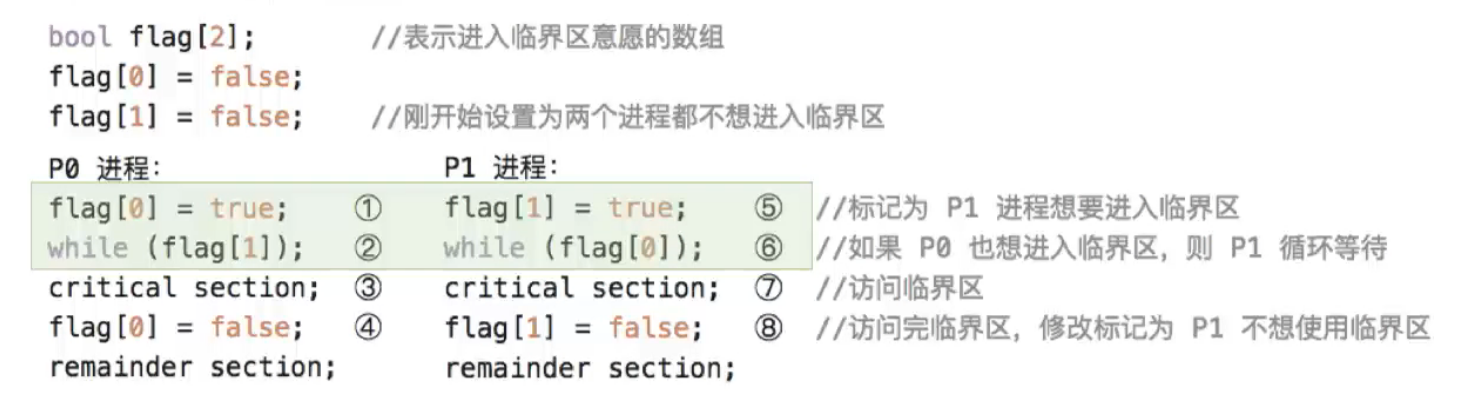 bool flag[2]; //表示进入临界区意愿的数组
flag[0] = false;
flag[1] = false; //刚开始设置为两个进程都不想进入临界区
P0 进程: P1 进程:
flag[0] = true; ① flag[1] = true; ⑤ //标记为 P1 进程想要进入临界区
while (flag[1]); ② while (flag[0]); ⑥ //如果 P0 也想进入临界区, 则 P1 循环等待
critical section; ③ critical section; ⑦ //访问临界区
flag[0] = false; ④ flag[1] = false; ⑧ //访问完临界区, 修改标记为 P1 不想使用临界区
remainder section; remainder section;